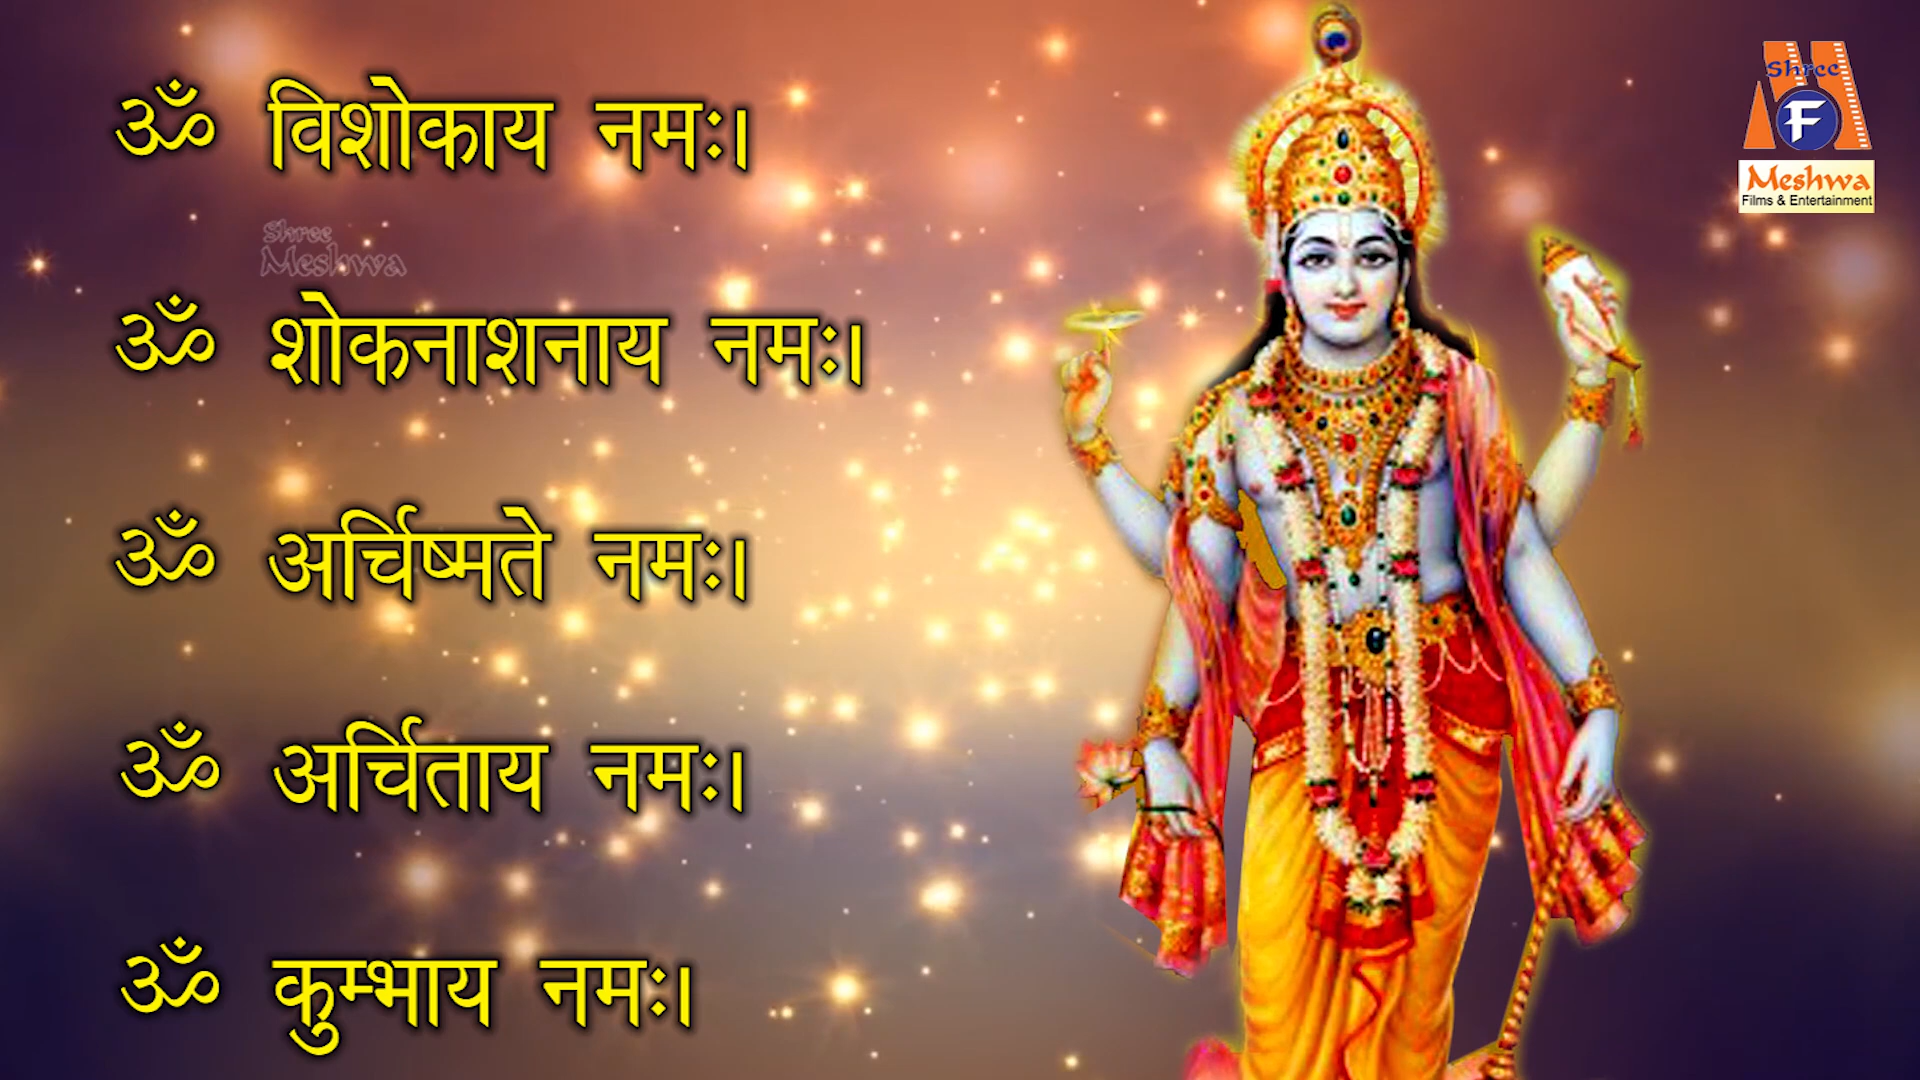 Shree
F
Meshwa
Films & Entertainment
ॐ विशोकाय नमः।
Shree
Meshwa
ॐ शोकनाशनाय नमः।
ॐ अर्चिष्मते नमः।
ॐ अर्चिताय नमः।
ॐ कुम्भाय नमः।